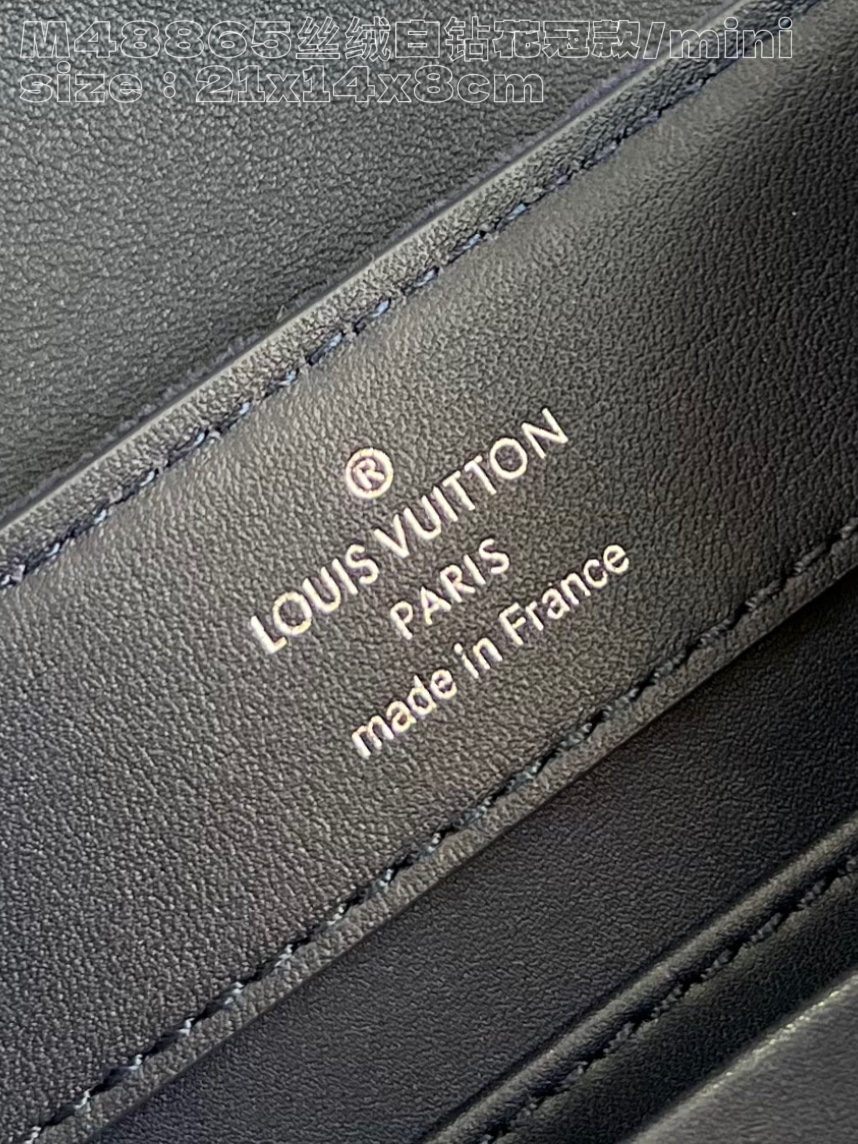 M48865丝绒白钻花冠款/mini
size：21x14x8cm
®
LOUIS VUITTON
PARIS
made in France